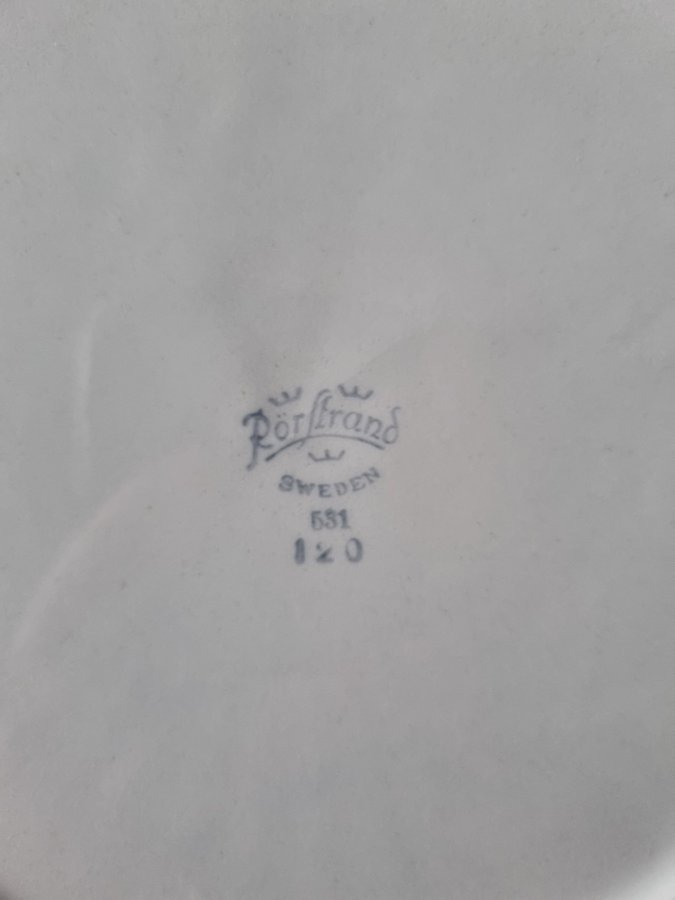 Rörstrand
SWEDEN
531
120